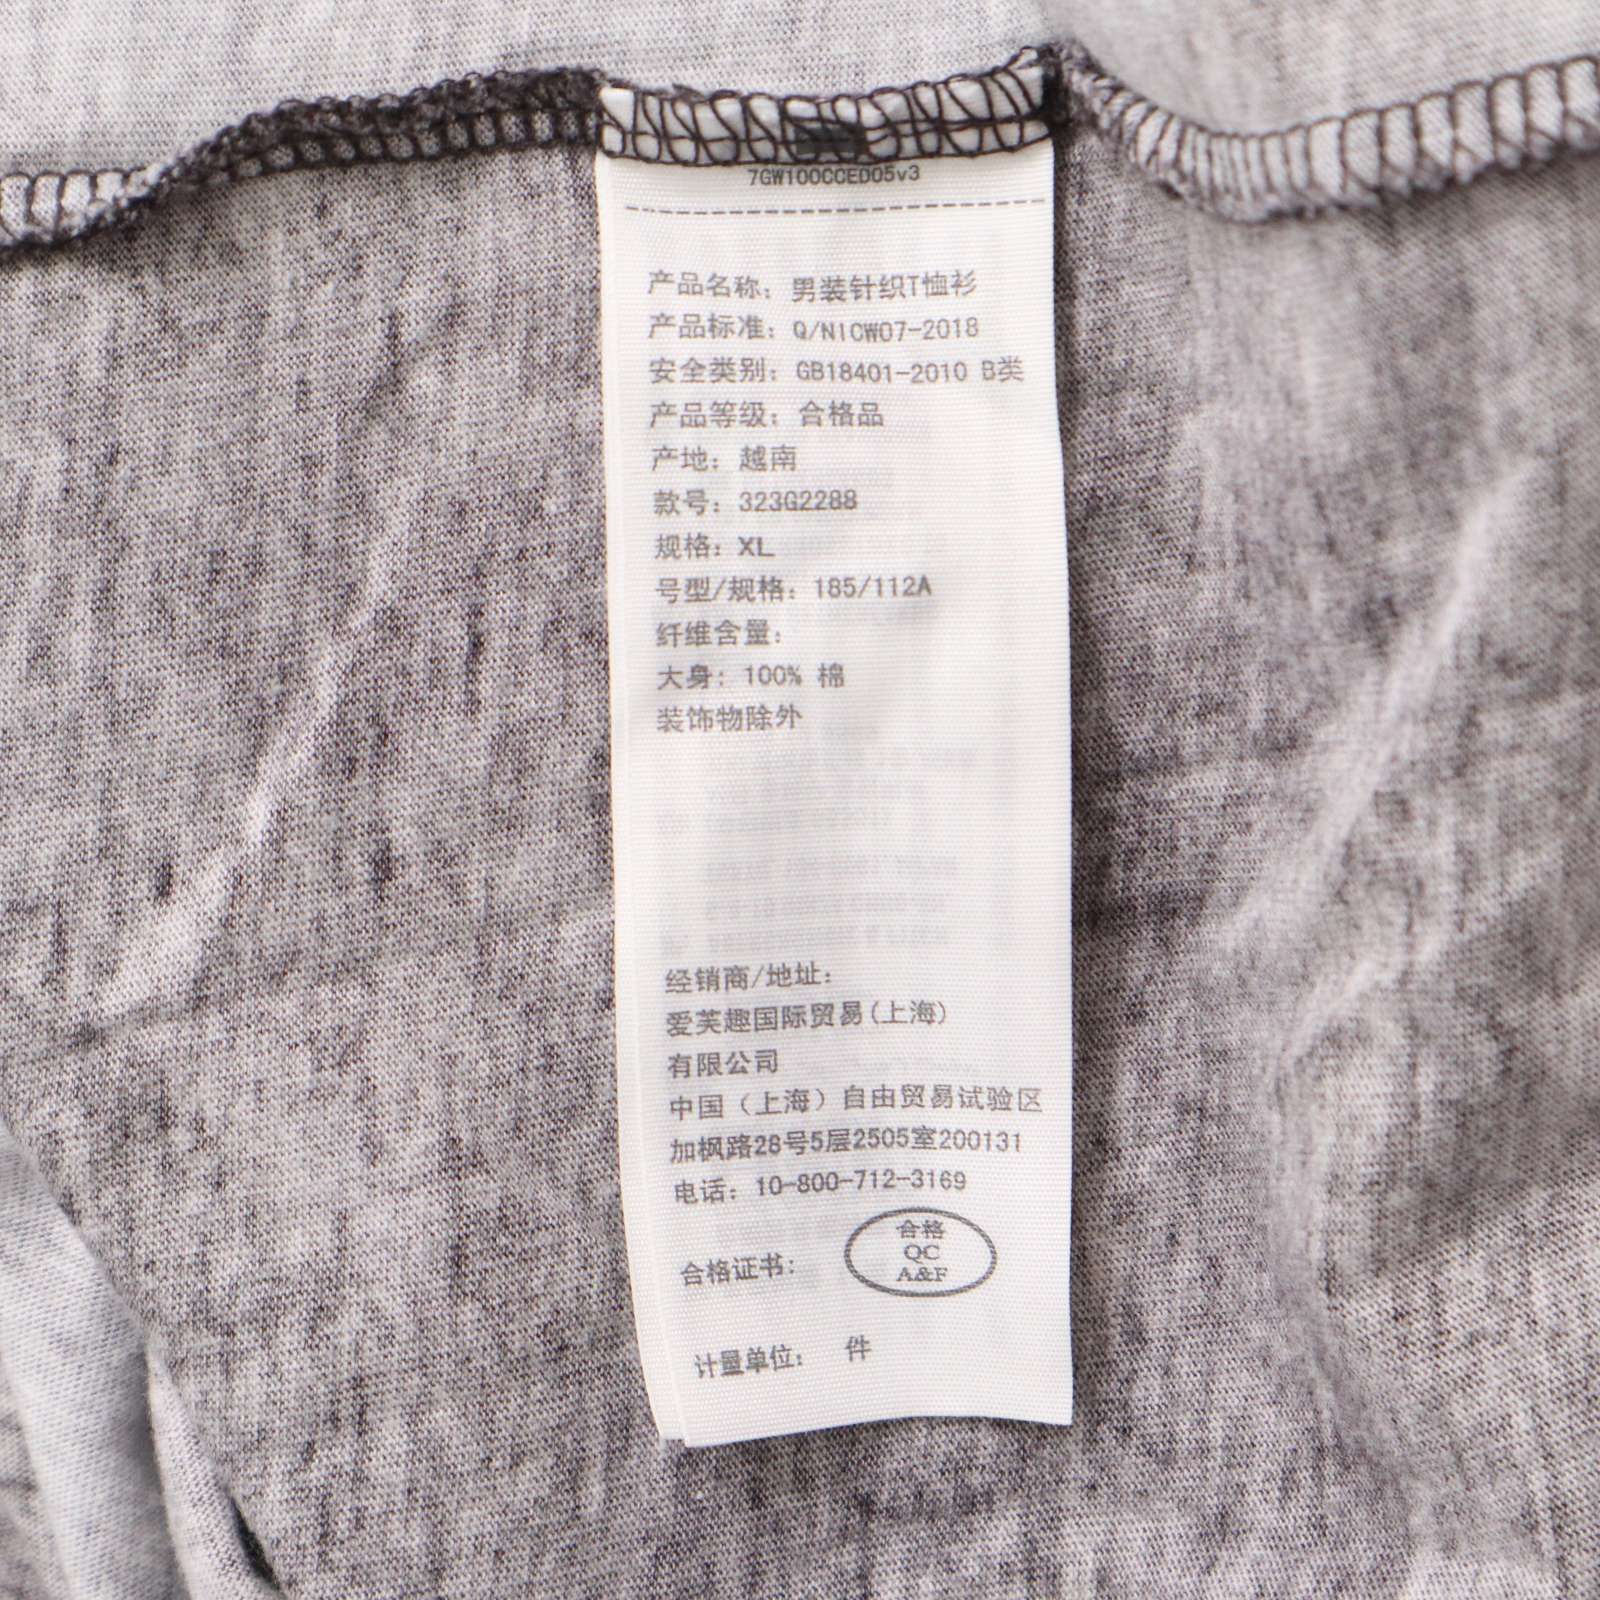 7GW100CCED05v3
产品名称：男装针织T恤衫
产品标准：Q/NICW07-2018
安全类别：GB18401-2010 B类
产品等级：合格品
产地：越南
款号：323G2288
规格：XL
号型/规格：185/112A
纤维含量：
大身：100% 棉
装饰物除外
经销商/地址：
爱芙趣国际贸易(上海)
有限公司
中国（上海）自由贸易试验区
加枫路28号5层2505室200131
电话：10-800-712-3169
合格
QC
A&F
合格证书：
计量单位： 件